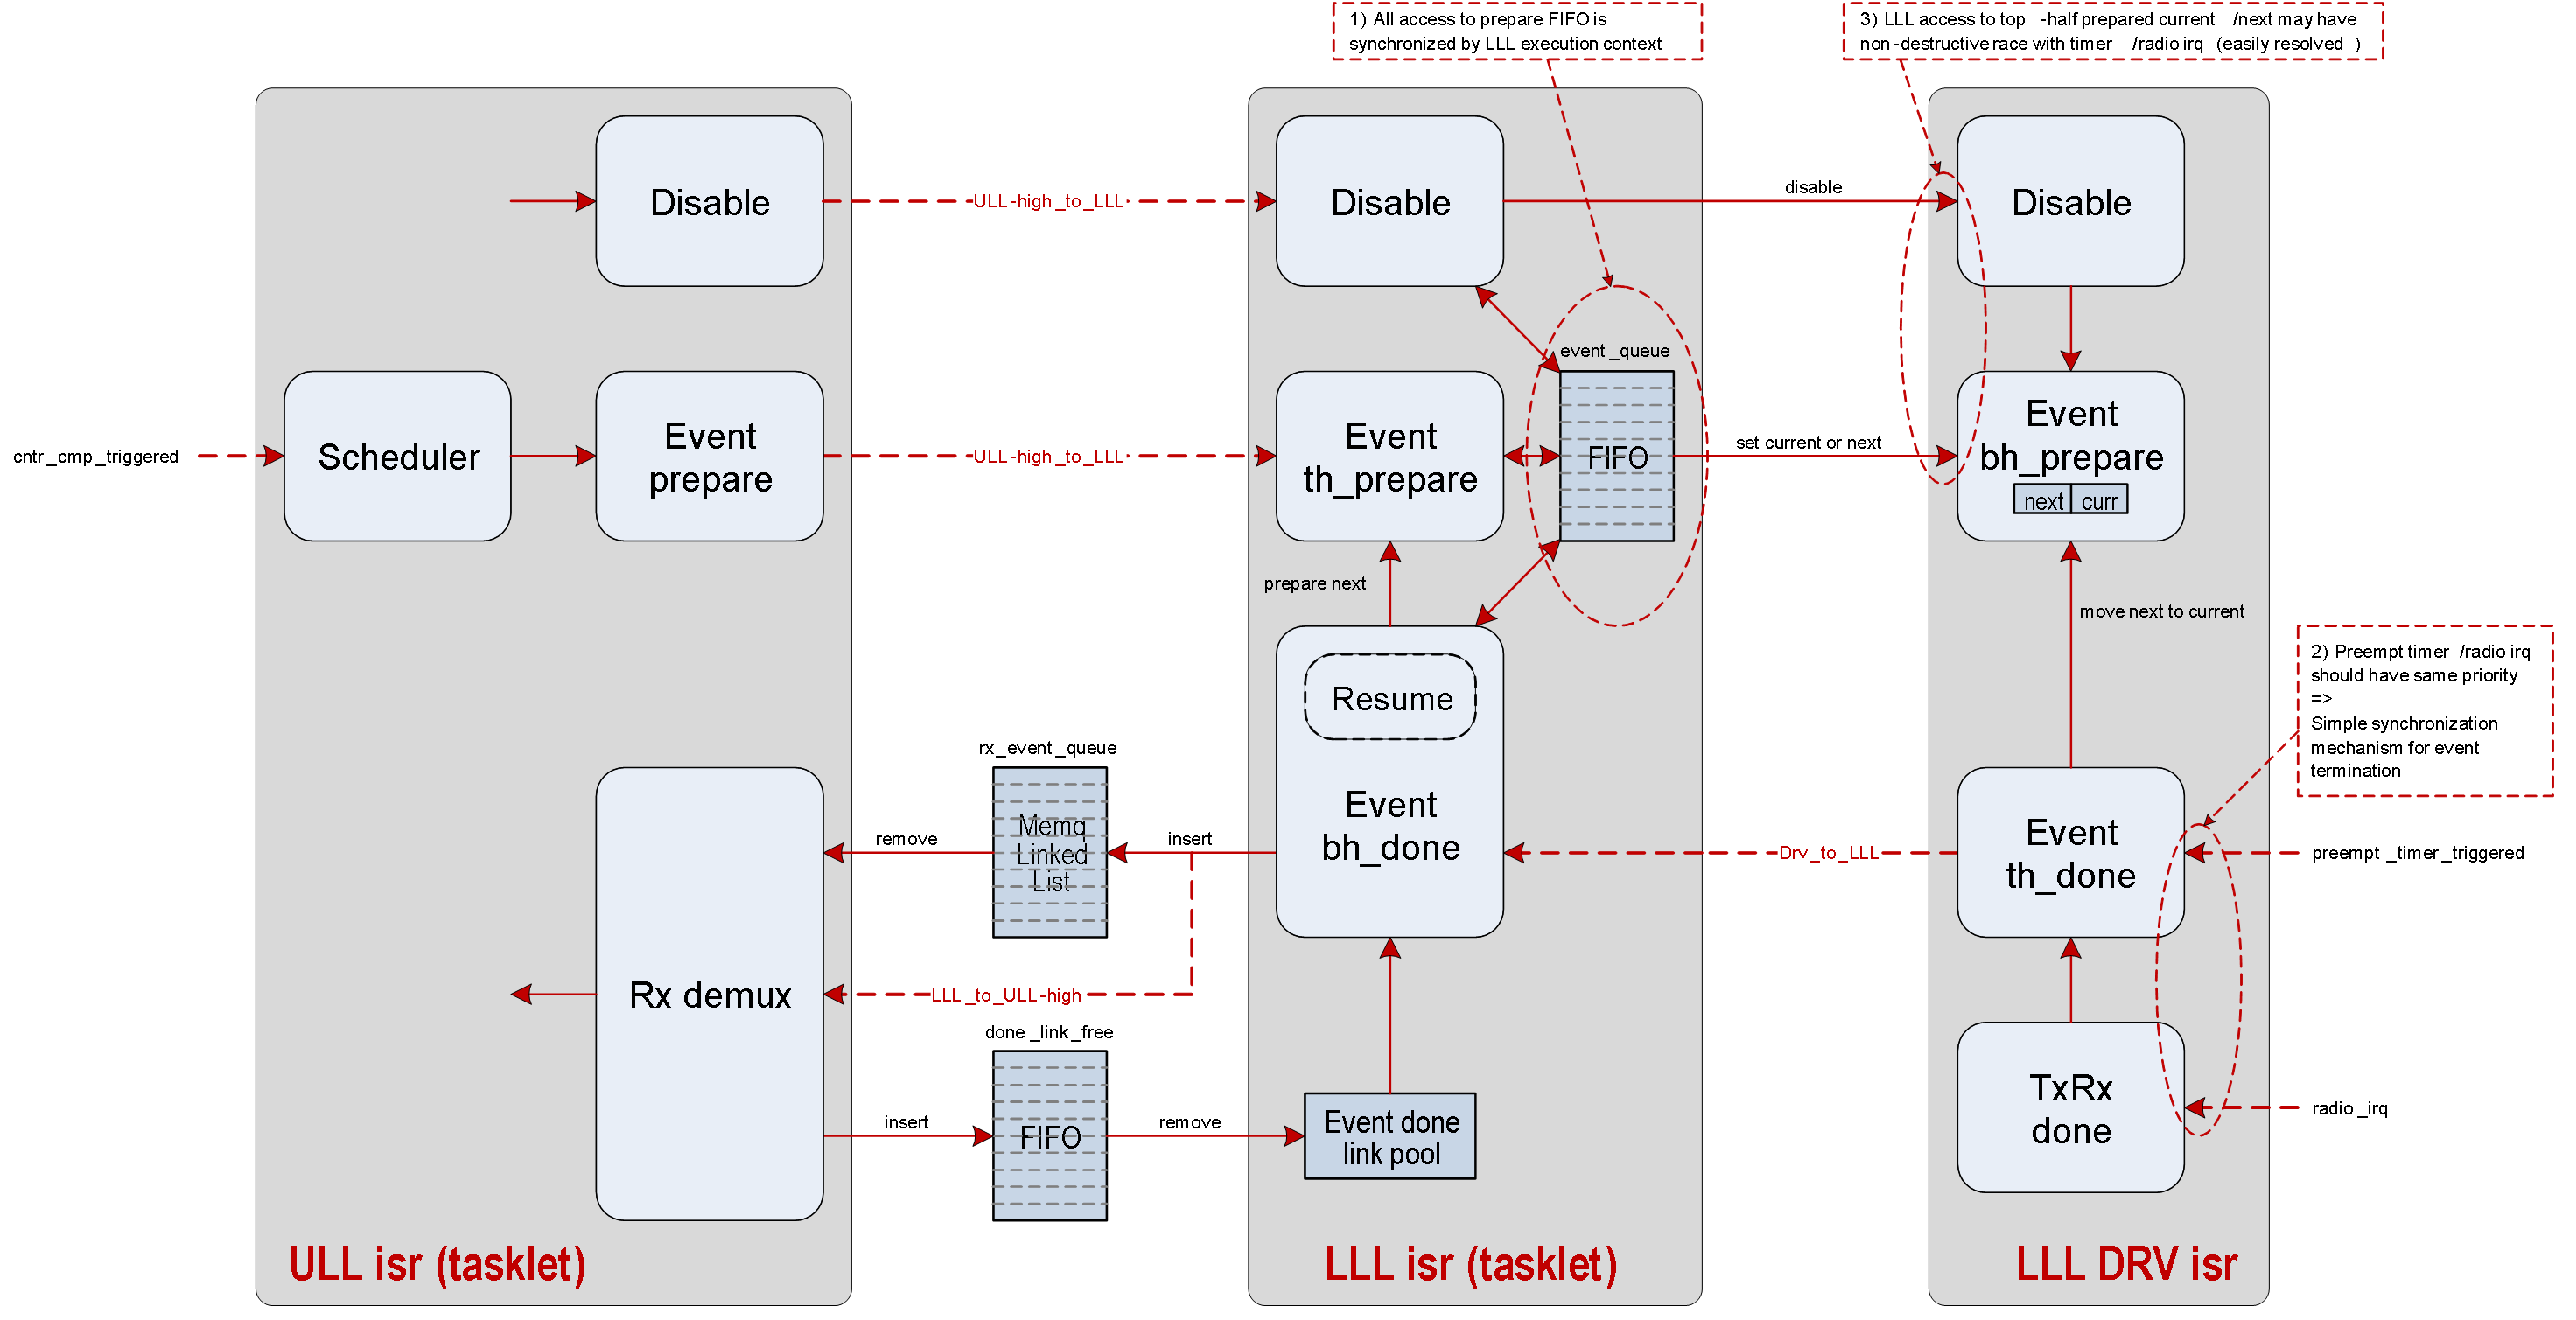 1) All access to prepare FIFO is
synchronized by LLL execution context
3) LLL access to top -half prepared current /next may have
non-destructive race with timer /radio irq (easily resolved )
Disable
ULL-high_to_LLL
Disable
disable
Disable
event_queue
cntr_cmp_triggered
Scheduler
Event
prepare
ULL-high_to_LLL
Event
th_prepare
FIFO
set current or next
Event
bh_prepare
next curr
prepare next
move next to current
2) Preempt timer /radio irq
should have same priority
=>
Simple synchronization
mechanism for event
termination
Resume
rx_event_queue
Event
bh_done
remove
Memq
Linked
List
insert
Drv_to_LLL
Event
th_done
preempt_timer_triggered
Rx demux
LLL_to_ULL-high
done_link_free
insert
FIFO
remove
Event done
link pool
TxRx
done
radio_irq
ULL isr (tasklet)
LLL isr (tasklet)
LLL DRV isr